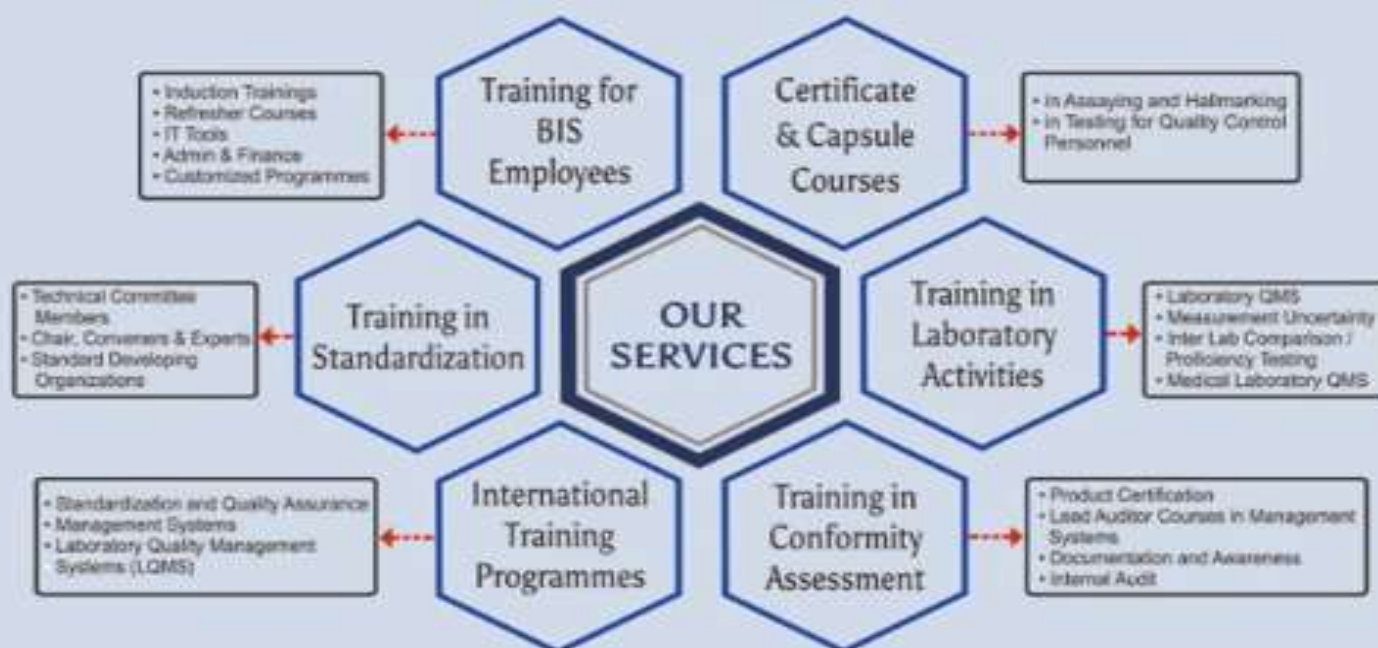 • Induction Trainings
• Refresher Courses
• IT Tools
• Admin & Finance
• Customized Programmes
Training for
BIS
Employees
Certificate
& Capsule
Courses
• in Assaying and Hallmarking
• in Testing for Quality Control
Personnel
• Technical Committee
Members
• Chair, Conveners & Experts
• Standard Developing
Organizations
Training in
Standardization
OUR
SERVICES
Training in
Laboratory
Activities
• Laboratory QMS
• Measurement Uncertainty
• Inter Lab Comparison /
Proficiency Testing
• Medical Laboratory QMS
• Standardization and Quality Assurance
• Management Systems
• Laboratory Quality Management
Systems (LQMS)
International
Training
Programmes
Training in
Conformity
Assessment
• Product Certification
• Lead Auditor Courses in Management
Systems
• Documentation and Awareness
• Internal Audit